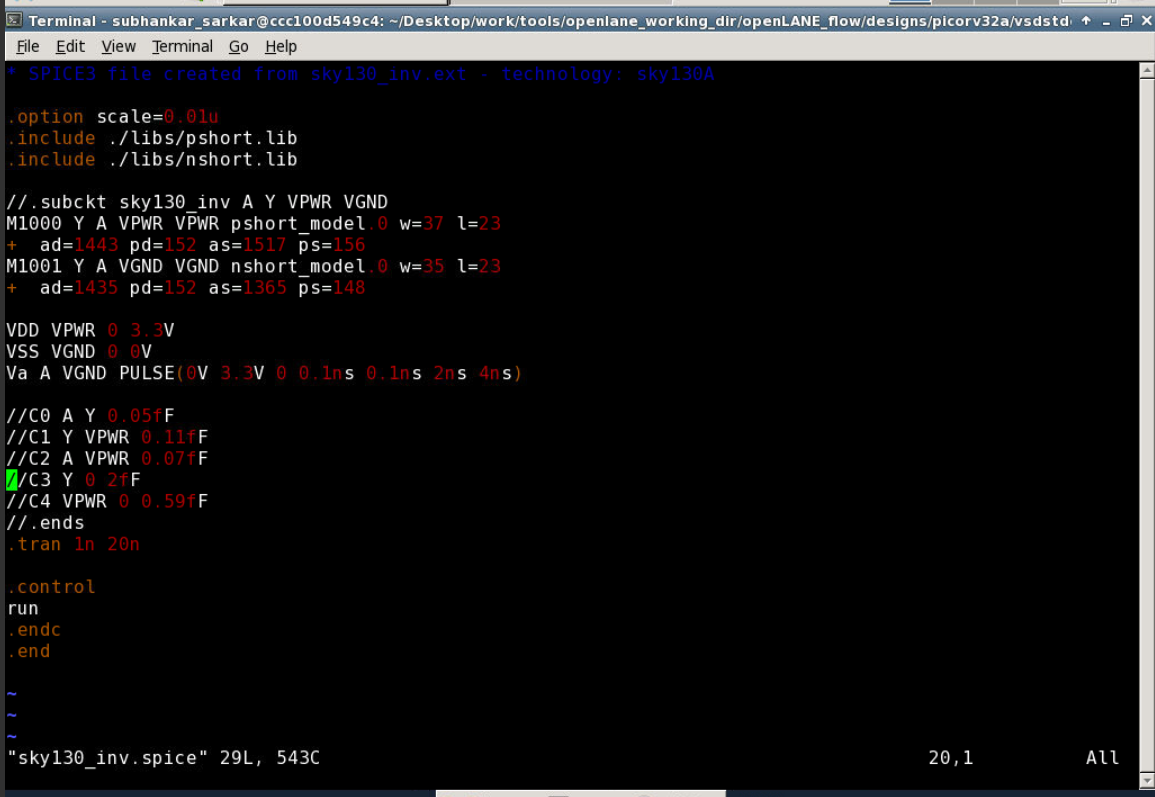 Terminal - subhankar_sarkar@ccc100d549c4: ~/Desktop/work/tools/openlane_working_dir/openLANE_flow/designs/picorv32a/vsdstd
File Edit View Terminal Go Help
* SPICE3 file created from sky130_inv.ext - technology: sky130A
.option scale=0.01u
.include ./libs/pshort.lib
.include ./libs/nshort.lib
//.subckt sky130_inv A Y VPWR VGND
M1000 Y A VPWR VPWR pshort_model.0 w=37 l=23
+ ad=1443 pd=152 as=1517 ps=156
M1001 Y A VGND VGND nshort_model.0 w=35 l=23
+ ad=1435 pd=152 as=1365 ps=148
VDD VPWR 0 3.3V
VSS VGND 0 0V
Va A VGND PULSE(0V 3.3V 0 0.1ns 0.1ns 2ns 4ns)
//C0 A Y 0.05fF
//C1 Y VPWR 0.11fF
//C2 A VPWR 0.07fF
//C3 Y 0 2fF
//C4 VPWR 0 0.59fF
//.ends
.tran 1n 20n
.control
run
.endc
.end
~
~
~
"sky130_inv.spice" 29L, 543C 20,1 All